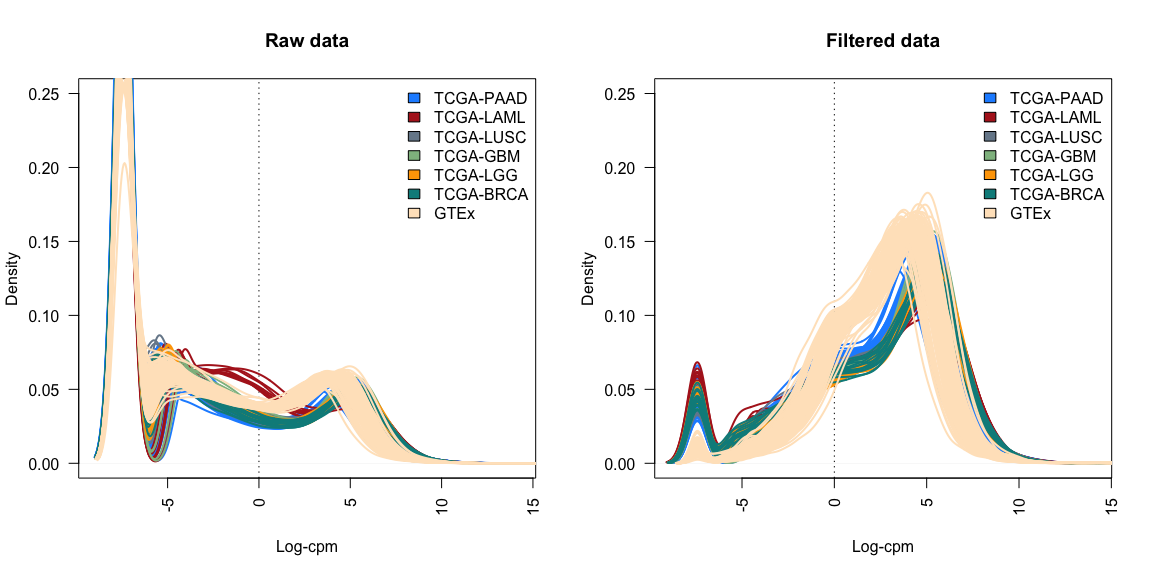 Raw data
Density
0.25
0.20
0.15
0.10
0.05
0.00
TCGA-PAAD
TCGA-LAML
TCGA-LUSC
TCGA-GBM
TCGA-LGG
TCGA-BRCA
GTEx
-5 0 5 10 15
Log-cpm
Filtered data
Density
0.25
0.20
0.15
0.10
0.05
0.00
TCGA-PAAD
TCGA-LAML
TCGA-LUSC
TCGA-GBM
TCGA-LGG
TCGA-BRCA
GTEx
-5 0 5 10 15
Log-cpm